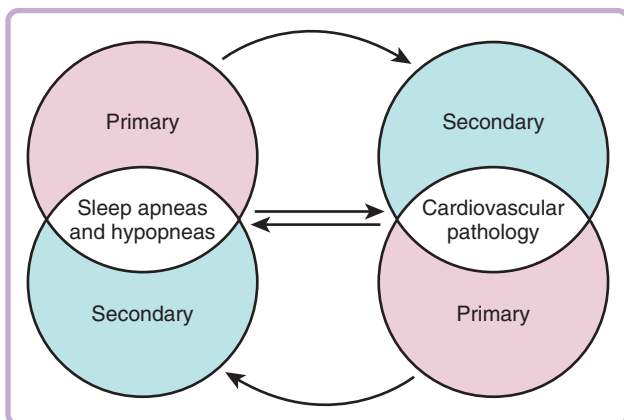 Primary
Sleep apneas
and hypopneas
Secondary
Secondary
Cardiovascular
pathology
Primary